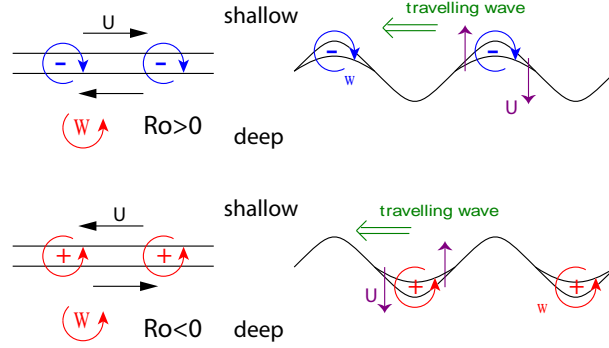 shallow
U
- -
W
Ro>0
deep
travelling wave
- -
W
U
shallow
U
+ +
W
Ro<0
deep
travelling wave
U
+ +
W